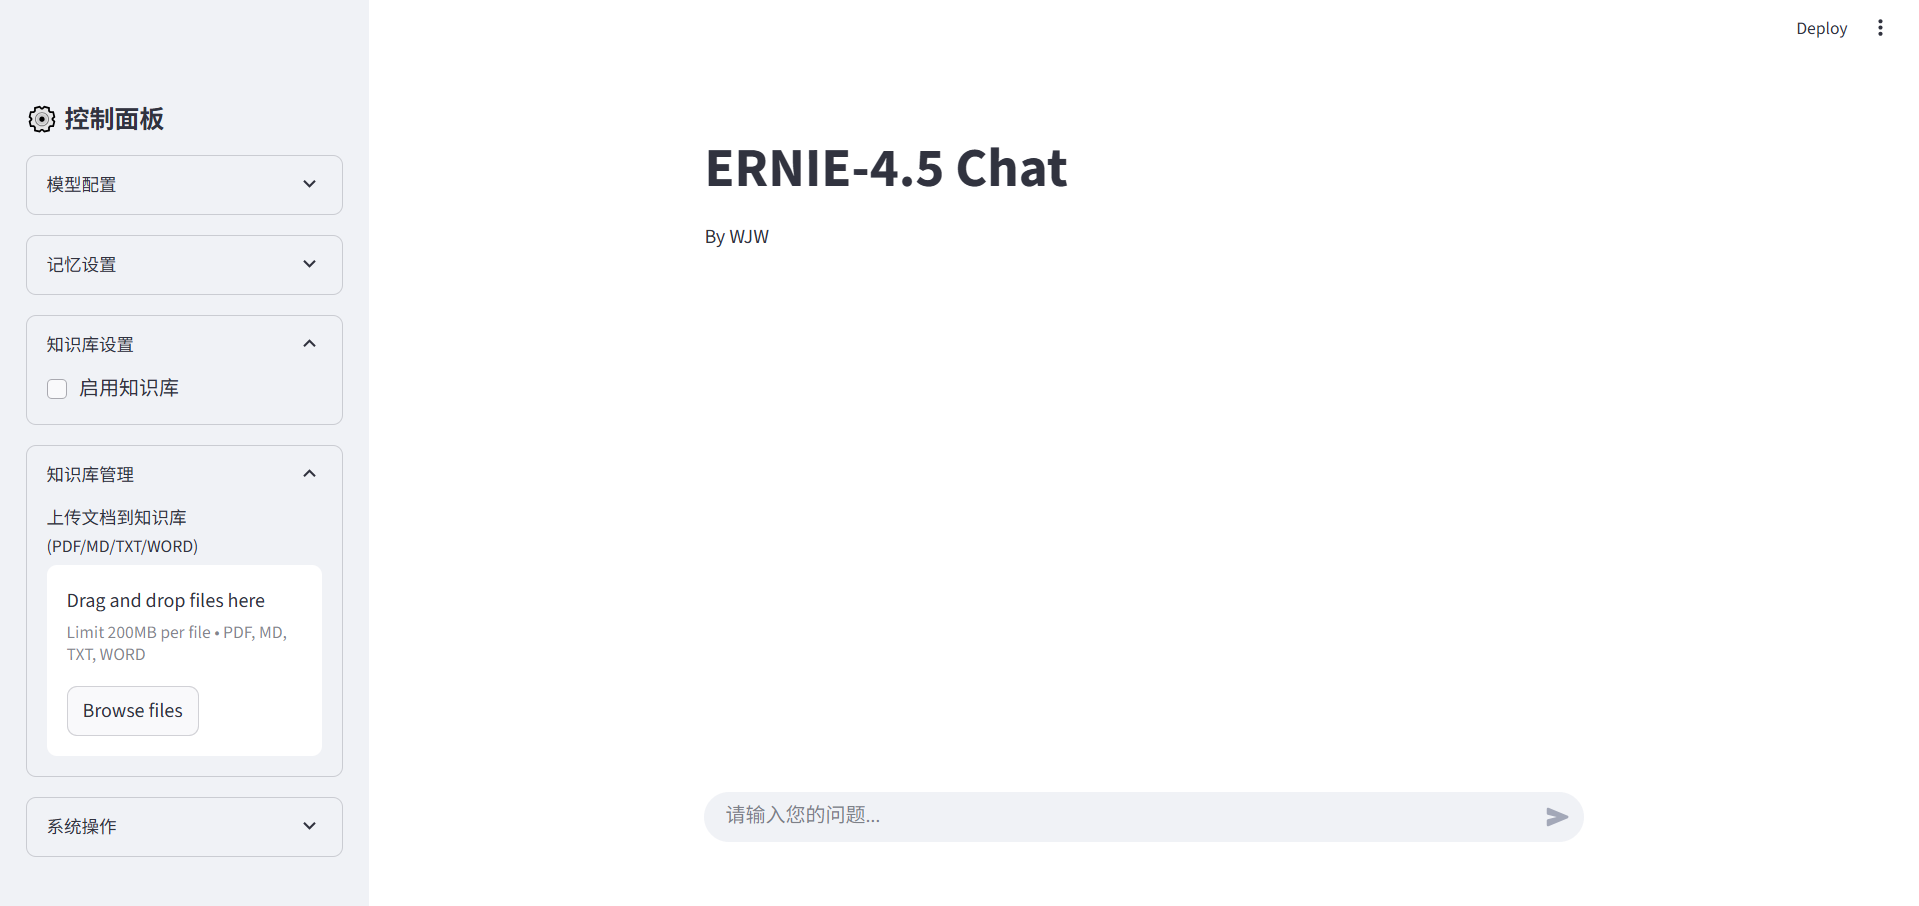 Deploy
控制面板
模型配置
记忆设置
知识库设置
启用知识库
知识库管理
上传文档到知识库
(PDF/MD/TXT/WORD)
Drag and drop files here
Limit 200MB per file • PDF, MD,
TXT, WORD
Browse files
系统操作
ERNIE-4.5 Chat
By WJW
请输入您的问题...